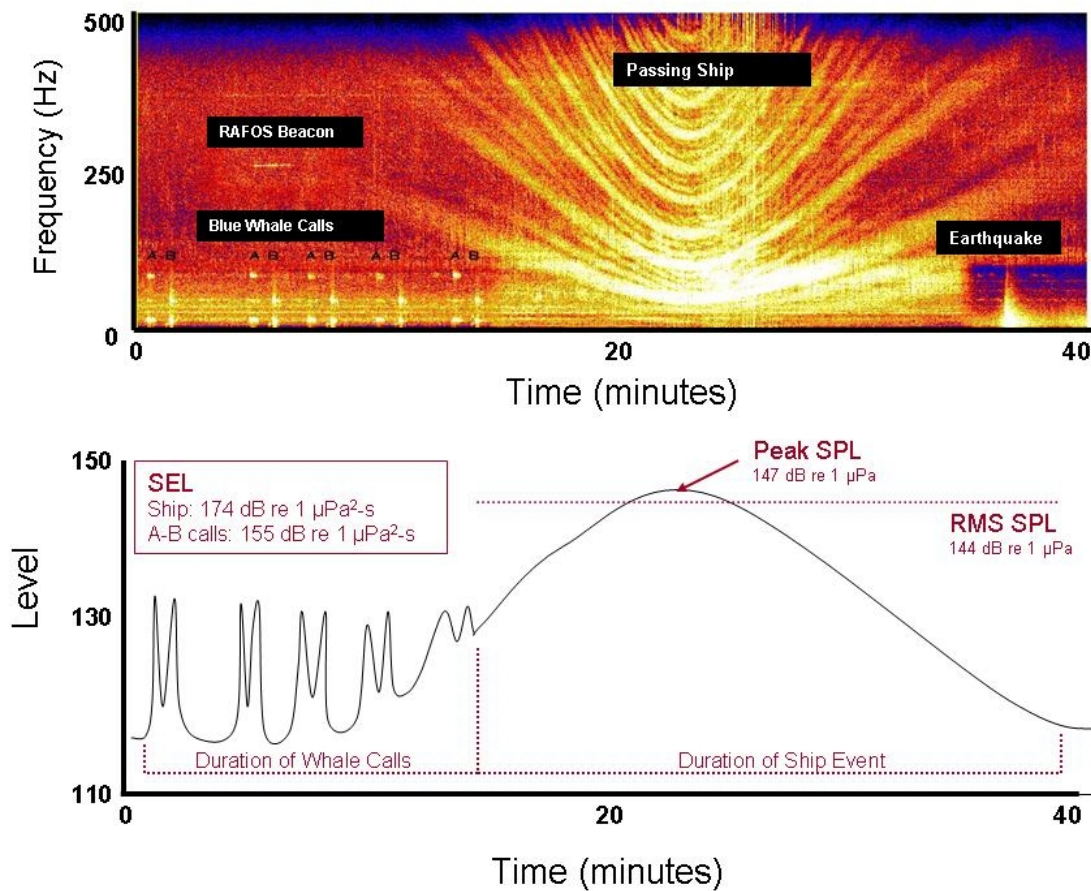 500
Passing Ship
RAFOS Beacon
250
Frequency (Hz)
Blue Whale Calls
Earthquake
A B A B A B A B A B
0
0 20 40
Time (minutes)
150
Peak SPL
147 dB re 1 µPa
SEL
Ship: 174 dB re 1 µPa²-s
A-B calls: 155 dB re 1 µPa²-s
RMS SPL
144 dB re 1 µPa
Level
130
Duration of Whale Calls
Duration of Ship Event
110
0 20 40
Time (minutes)